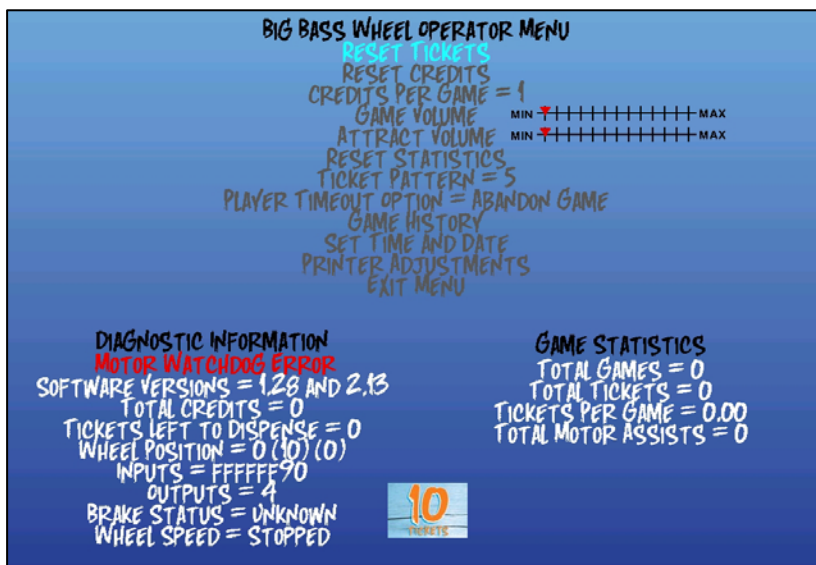 BIG BASS WHEEL OPERATOR MENU
RESET TICKETS
RESET CREDITS
CREDITS PER GAME = 1
GAME VOLUME MIN MAX
ATTRACT VOLUME MIN MAX
RESET STATISTICS
TICKET PATTERN = 5
PLAYER TIMEOUT OPTION = ABANDON GAME
GAME HISTORY
SET TIME AND DATE
PRINTER ADJUSTMENTS
EXIT MENU
DIAGNOSTIC INFORMATION
MOTOR WATCHDOG ERROR
SOFTWARE VERSIONS = 1.28 AND 2.13
TOTAL CREDITS = 0
TICKETS LEFT TO DISPENSE = 0
WHEEL POSITION = 0 (10) (0)
INPUTS = FFFFFF90
OUTPUTS = 4
BRAKE STATUS = UNKNOWN
WHEEL SPEED = STOPPED
10
TICKETS
GAME STATISTICS
TOTAL GAMES = 0
TOTAL TICKETS = 0
TICKETS PER GAME = 0.00
TOTAL MOTOR ASSISTS = 0